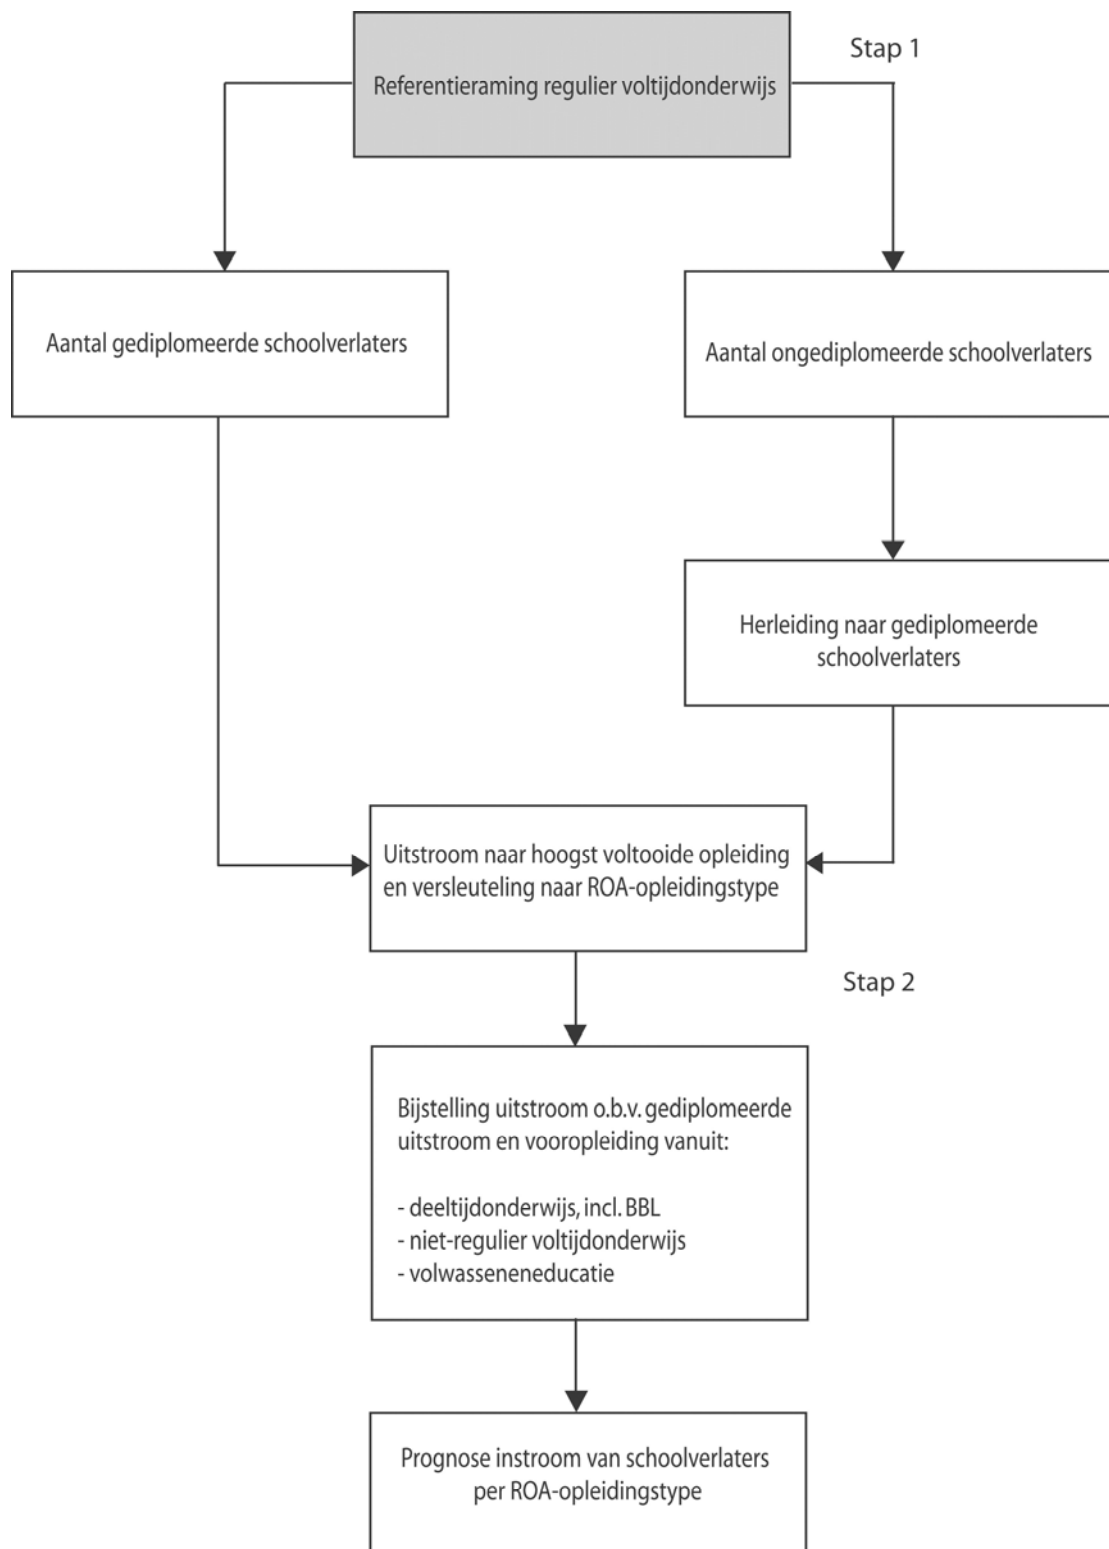 Stap 1
Referentieraming regulier voltijdonderwijs
Aantal gediplomeerde schoolverlaters
Aantal ongediplomeerde schoolverlaters
Herleiding naar gediplomeerde
schoolverlaters
Uitstroom naar hoogst voltooide opleiding
en versleuteling naar ROA-opleidingstype
Stap 2
Bijstelling uitstroom o.b.v. gediplomeerde
uitstroom en vooropleiding vanuit:
- deeltijdonderwijs, incl. BBL
- niet-regulier voltijdonderwijs
- volwasseneneducatie
Prognose instroom van schoolverlaters
per ROA-opleidingstype